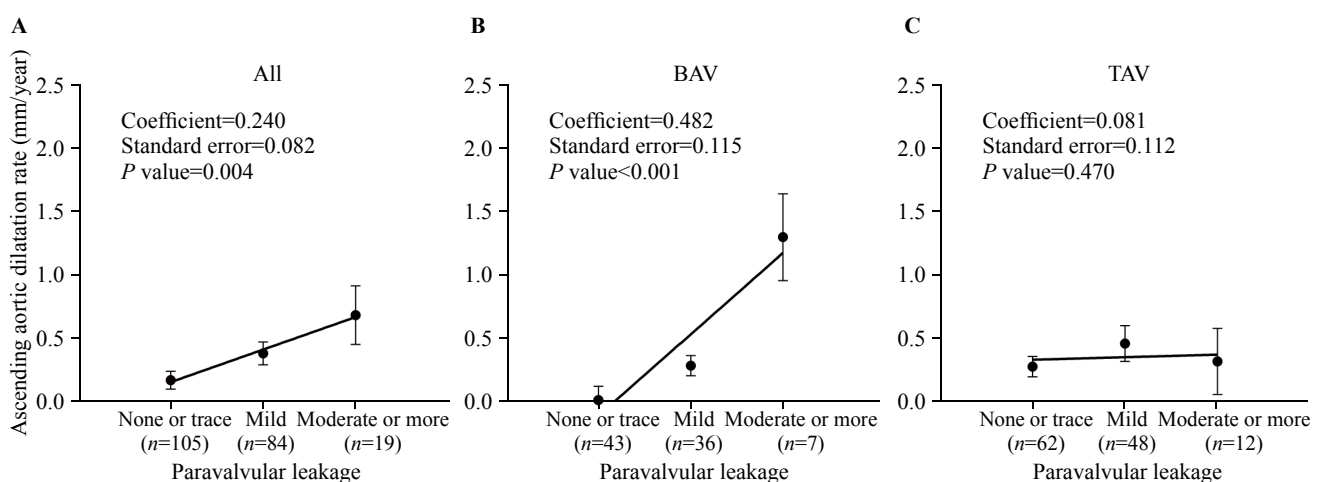 A
All
Ascending aortic dilatation rate (mm/year)
2.5
2.0
1.5
1.0
0.5
0.0
Coefficient=0.240
Standard error=0.082
P value=0.004
None or trace Mild Moderate or more
(n=105) (n=84) (n=19)
Paravalvular leakage
B
BAV
2.5
2.0
1.5
1.0
0.5
0.0
Coefficient=0.482
Standard error=0.115
P value<0.001
None or trace Mild Moderate or more
(n=43) (n=36) (n=7)
Paravalvular leakage
C
TAV
2.5
2.0
1.5
1.0
0.5
0.0
Coefficient=0.081
Standard error=0.112
P value=0.470
None or trace Mild Moderate or more
(n=62) (n=48) (n=12)
Paravalvular leakage